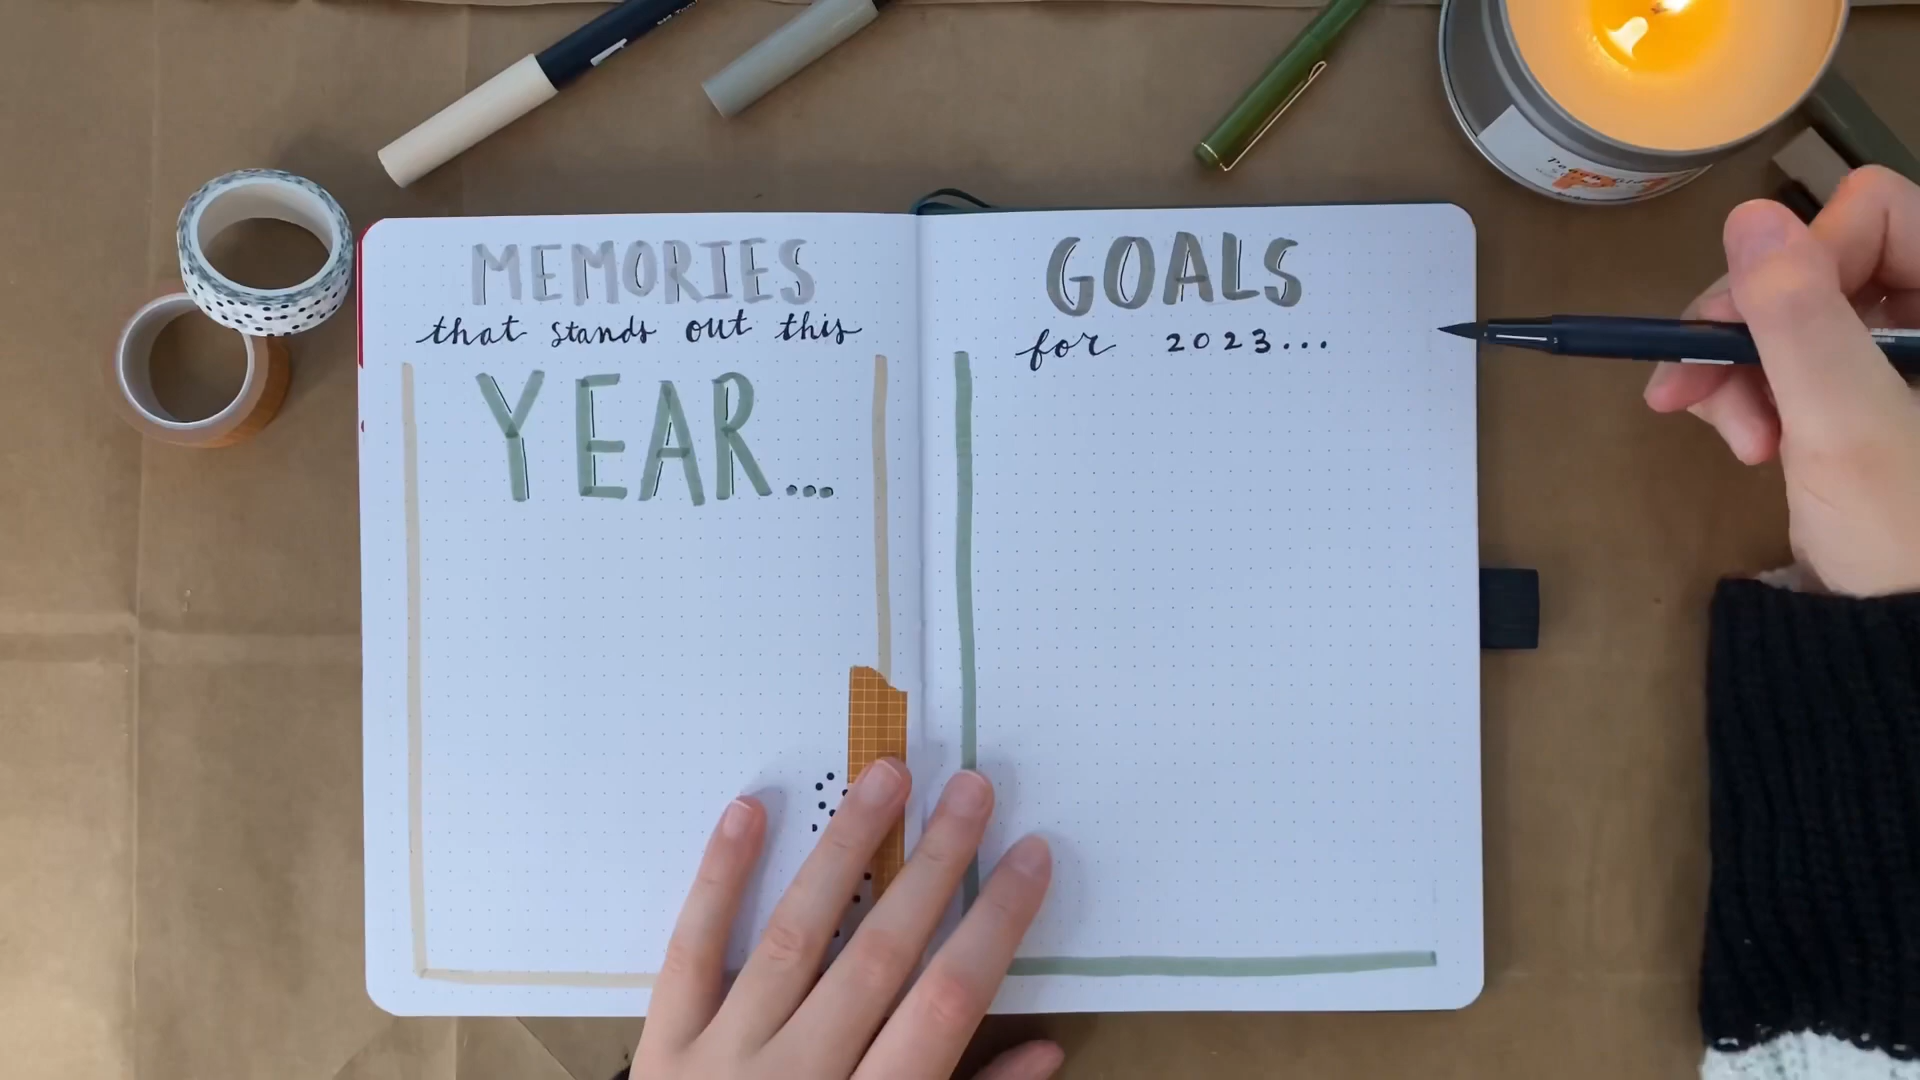 MEMORIES
that stands out this
YEAR...
GOALS
for 2023...